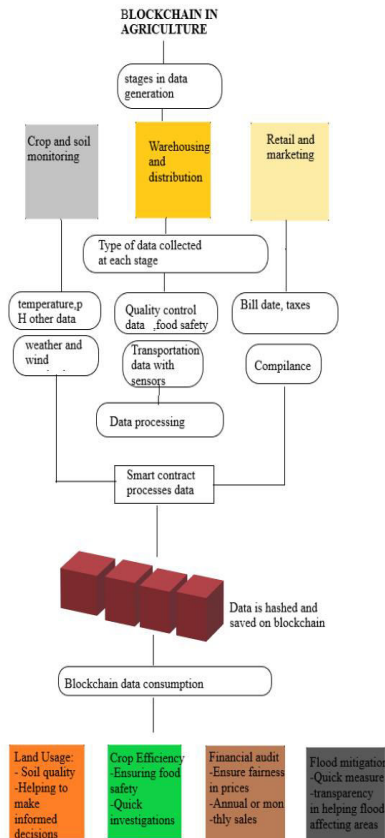 BLOCKCHAIN IN
AGRICULTURE
stages in data
generation
Crop and soil
monitoring
Warehousing
and
distribution
Retail and
marketing
Type of data collected
at each stage
temperature,p
H other data
weather and
wind
Quality control
data ,food safety
Transportation
data with
sensors
Bill date, taxes
Compilance
Data processing
Smart contract
processes data
Data is hashed and
saved on blockchain
Blockchain data consumption
Land Usage:
- Soil quality
-Helping to
make
informed
decisions
Crop Efficiency
-Ensuring food
safety
-Quick
investigations
Financial audit
-Ensure fairness
in prices
-Annual or mon
-thly sales
Flood mitigation
-Quick measure
-transparency
in helping flood
affecting areas